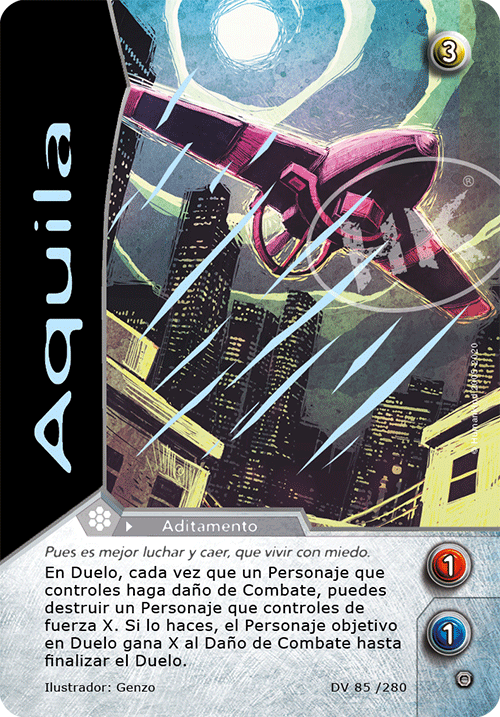 3
Aquila
HK
®
Aditamento
Pues es mejor luchar y caer, que vivir con miedo.
En Duelo, cada vez que un Personaje que
controles haga daño de Combate, puedes
destruir un Personaje que controles de
fuerza X. Si lo haces, el Personaje objetivo
en Duelo gana X al Daño de Combate hasta
finalizar el Duelo.
1
1
Ilustrador: Genzo
DV 85 /280